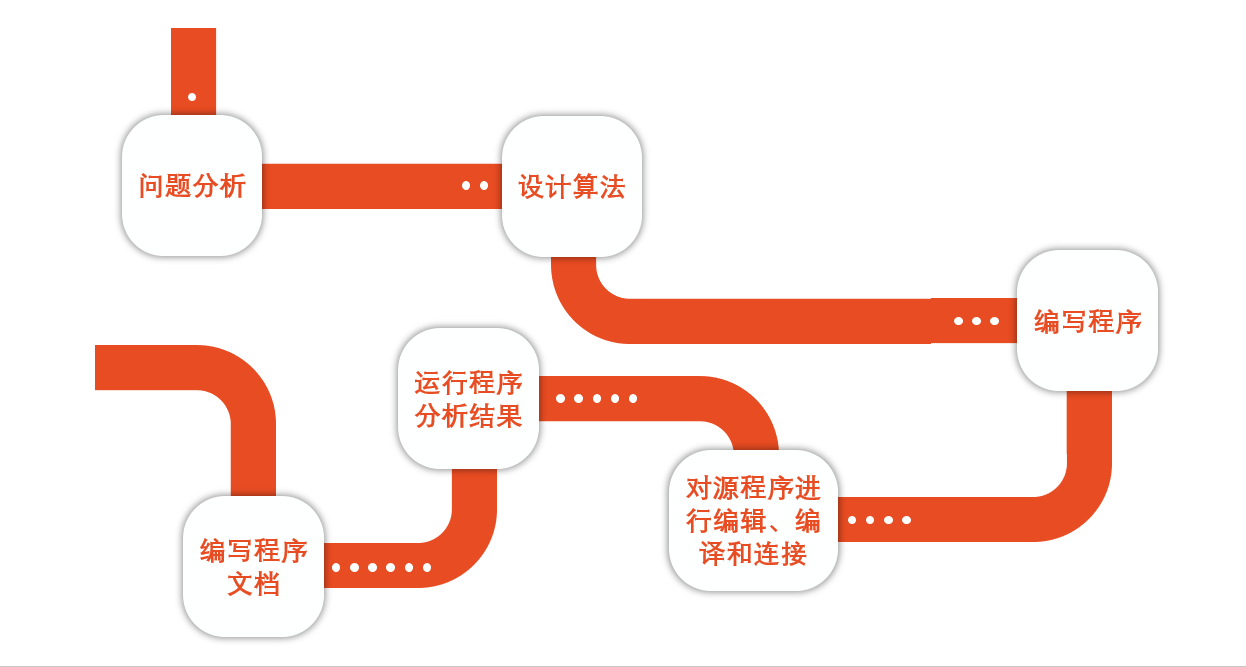 问题分析
设计算法
编写程序
对源程序进
行编辑、编
译和连接
运行程序
分析结果
编写程序
文档